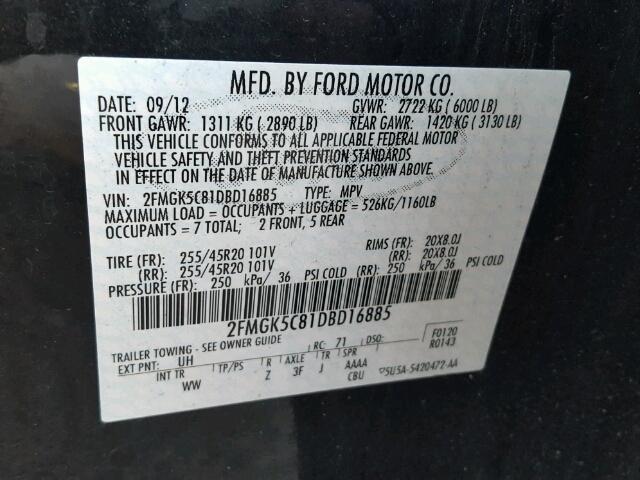 MFD. BY FORD MOTOR CO.
DATE: 09/12 GVWR: 2722 KG ( 6000 LB)
FRONT GAWR: 1311 KG ( 2890 LB) REAR GAWR: 1420 KG ( 3130 LB)
THIS VEHICLE CONFORMS TO ALL APPLICABLE FEDERAL MOTOR
VEHICLE SAFETY AND THEFT PREVENTION STANDARDS
IN EFFECT ON THE DATE OF MANUFACTURE SHOWN ABOVE.
VIN: 2FMGK5C81DBD16885 TYPE: MPV
MAXIMUM LOAD = OCCUPANTS + LUGGAGE = 526KG/1160LB
OCCUPANTS = 7 TOTAL; 2 FRONT, 5 REAR
TIRE (FR): 255/45R20 101V RIMS (FR): 20X8.0J
(RR): 255/45R20 101V (RR): 20X8.0J
PRESSURE (FR): 250 kPa/ 36 PSI COLD (RR): 250 kPa/ 36 PSI COLD
2FMGK5C81DBD16885
TRAILER TOWING - SEE OWNER GUIDE F0120
EXT PNT: UH RC: 71 DSO: R0143
INT TR TP/PS R AXLE TR SPR
WW Z 3F J AAAA
CBU 5U5A-5420472-AA